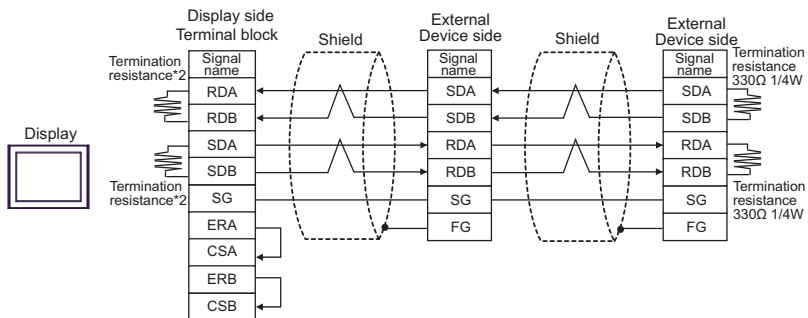 Display side
Terminal block
Shield
External
Device side
Shield
External
Device side
Termination
resistance*2
Signal
name
RDA
RDB
SDA
SDB
SG
ERA
CSA
ERB
CSB
Display
Termination
resistance*2
Signal
name
SDA
SDB
RDA
RDB
SG
FG
Signal
name
SDA
SDB
RDA
RDB
SG
FG
Termination
resistance
330Ω 1/4W
Termination
resistance
330Ω 1/4W